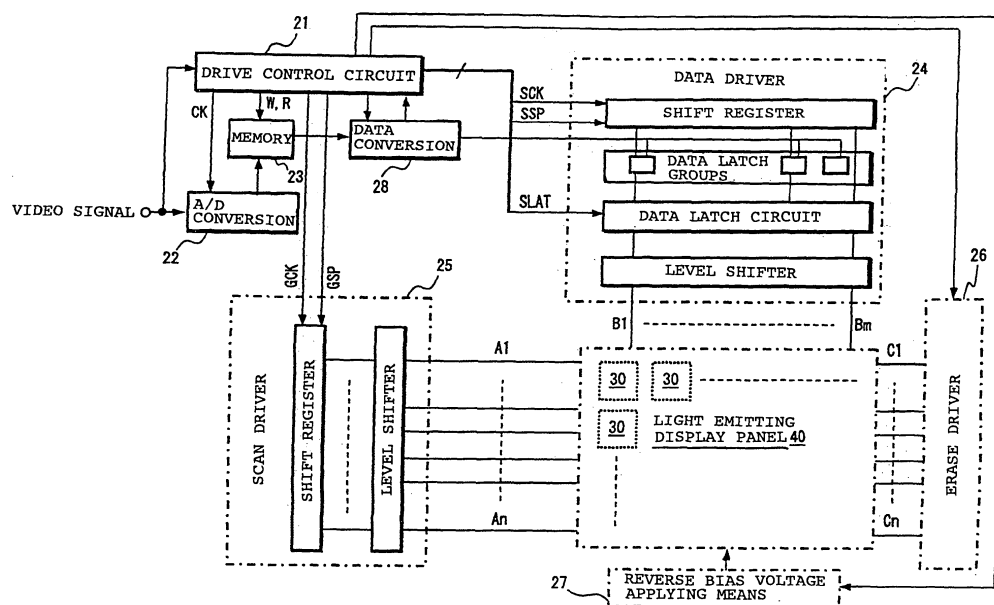 21
DRIVE CONTROL CIRCUIT
CK
W,R
MEMORY
23
DATA
CONVERSION
28
VIDEO SIGNAL
A/D
CONVERSION
22
SCK
SSP
SLAT
DATA DRIVER
24
SHIFT REGISTER
DATA LATCH
GROUPS
DATA LATCH CIRCUIT
LEVEL SHIFTER
B1
Bm
GCK
GSP
25
SCAN DRIVER
SHIFT REGISTER
LEVEL SHIFTER
A1
An
30
30
30
LIGHT EMITTING
DISPLAY PANEL 40
C1
Cn
26
ERASE DRIVER
27
REVERSE BIAS VOLTAGE
APPLYING MEANS